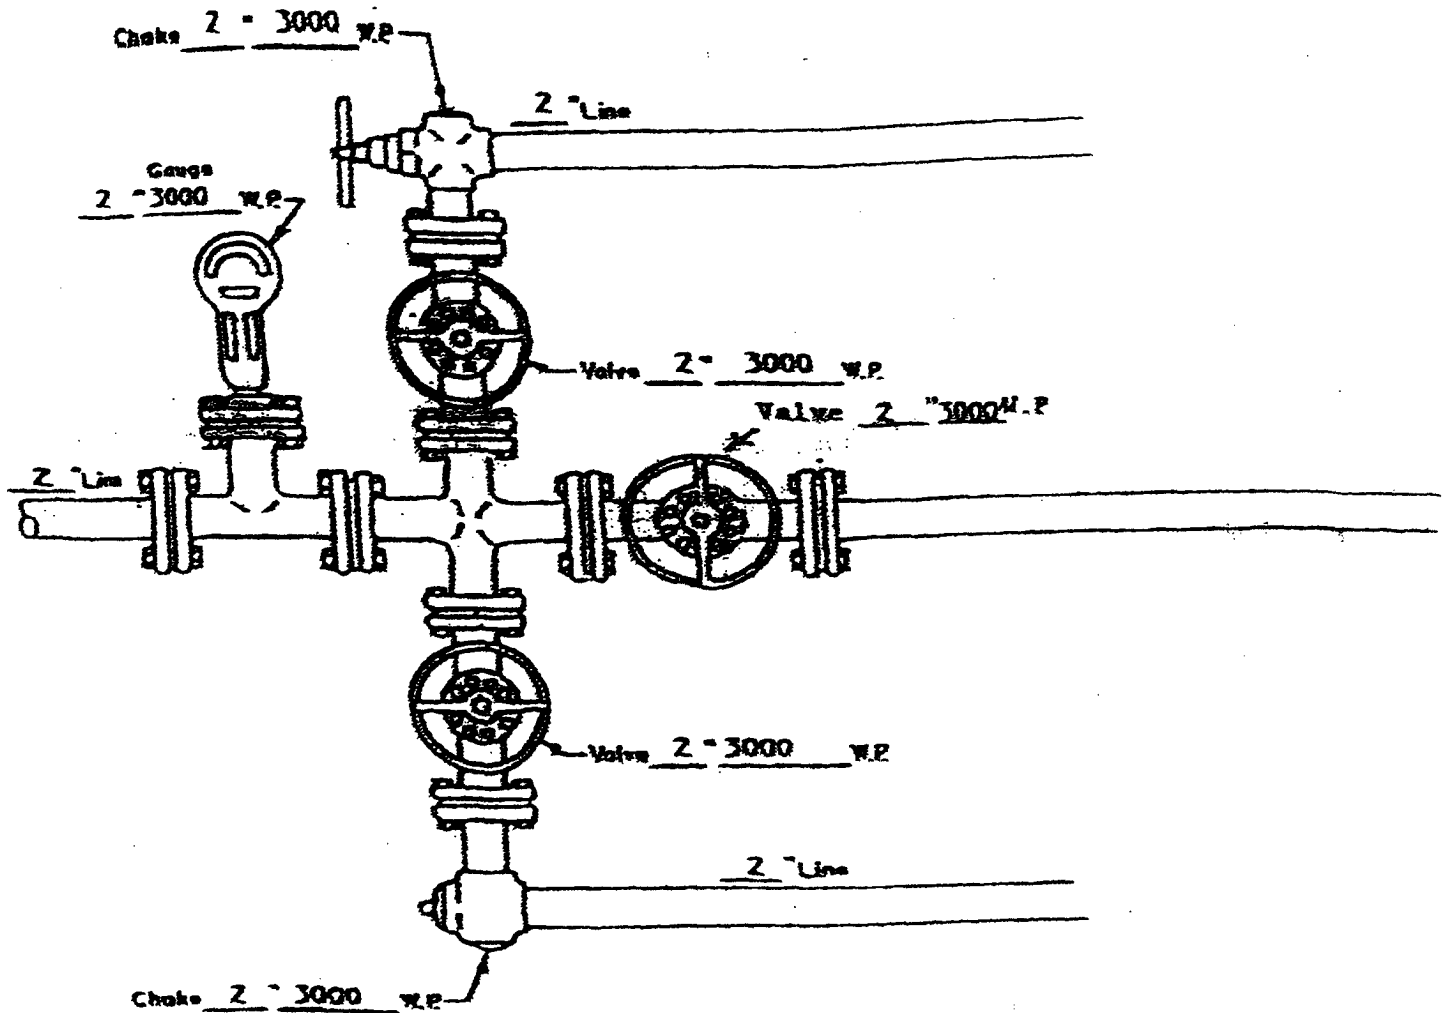 Choke 2 " 3000 W.P.
2 " Line
Gauge
2 " 3000 W.P.
Valve 2 " 3000 W.P.
Valve 2 " 3000 W.P
2 " Line
Valve 2 " 3000 W.P.
2 " Line
Choke 2 " 3000 W.P.